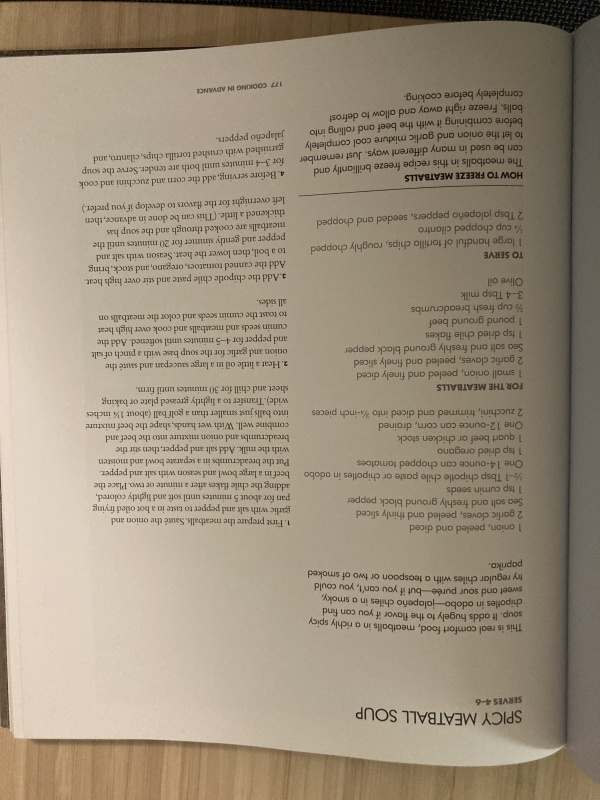 SPICY MEATBALL SOUP
SERVES 4–6
This is real comfort food, meatballs in a richly spicy
soup. It adds hugely to the flavor if you can find
chipotles in adobo—jalapeño chiles in a smoky,
sweet and sour purée—but if you can't, you could
try regular chiles with a teaspoon or two of smoked
paprika.
1 onion, peeled and diced
2 garlic cloves, peeled and thinly sliced
Sea salt and freshly ground black pepper
1 tsp cumin seeds
½–1 Tbsp chipotle chile paste or chipotles in adobo
One 14-ounce can chopped tomatoes
1 tsp dried oregano
1 quart beef or chicken stock
One 12-ounce can corn, drained
2 zucchini, trimmed and diced into ¾-inch pieces
FOR THE MEATBALLS
1 small onion, peeled and finely diced
2 garlic cloves, peeled and finely sliced
Sea salt and freshly ground black pepper
1 tsp dried chile flakes
1 pound ground beef
⅔ cup fresh breadcrumbs
3–4 Tbsp milk
Olive oil
TO SERVE
1 large handful of tortilla chips, roughly chopped
¼ cup chopped cilantro
2 Tbsp jalapeño peppers, seeded and chopped
HOW TO FREEZE MEATBALLS
The meatballs in this recipe freeze brilliantly and
can be used in many different ways. Just remember
to let the onion and garlic mixture cool completely
before combining it with the beef and rolling into
balls. Freeze right away and allow to defrost
completely before cooking.
1. First prepare the meatballs. Sauté the onion and
garlic with salt and pepper to taste in a hot oiled frying
pan for about 5 minutes until soft and lightly colored,
adding the chile flakes after a minute or two. Place the
beef in a large bowl and season with salt and pepper.
Put the breadcrumbs in a separate bowl and moisten
with the milk. Add salt and pepper, then stir the
breadcrumbs and onion mixture into the beef and
combine well. With wet hands, shape the beef mixture
into balls just smaller than a golf ball (about 1¼ inches
wide). Transfer to a lightly greased plate or baking
sheet and chill for 30 minutes until firm.
2. Heat a little oil in a large saucepan and sauté the
onion and garlic for the soup base with a pinch of salt
and pepper for 4–5 minutes until softened. Add the
cumin seeds and meatballs and cook over high heat
to toast the cumin seeds and color the meatballs on
all sides.
3. Add the chipotle chile paste and stir over high heat.
Add the canned tomatoes, oregano, and stock, bring
to a boil, then lower the heat. Season with salt and
pepper and gently simmer for 20 minutes until the
meatballs are cooked through and the soup has
thickened a little. (This can be done in advance, then
left overnight for the flavors to develop if you prefer.)
4. Before serving, add the corn and zucchini and cook
for 3–4 minutes until both are tender. Serve the soup
garnished with crushed tortilla chips, cilantro, and
jalapeño peppers.
177 COOKING IN ADVANCE